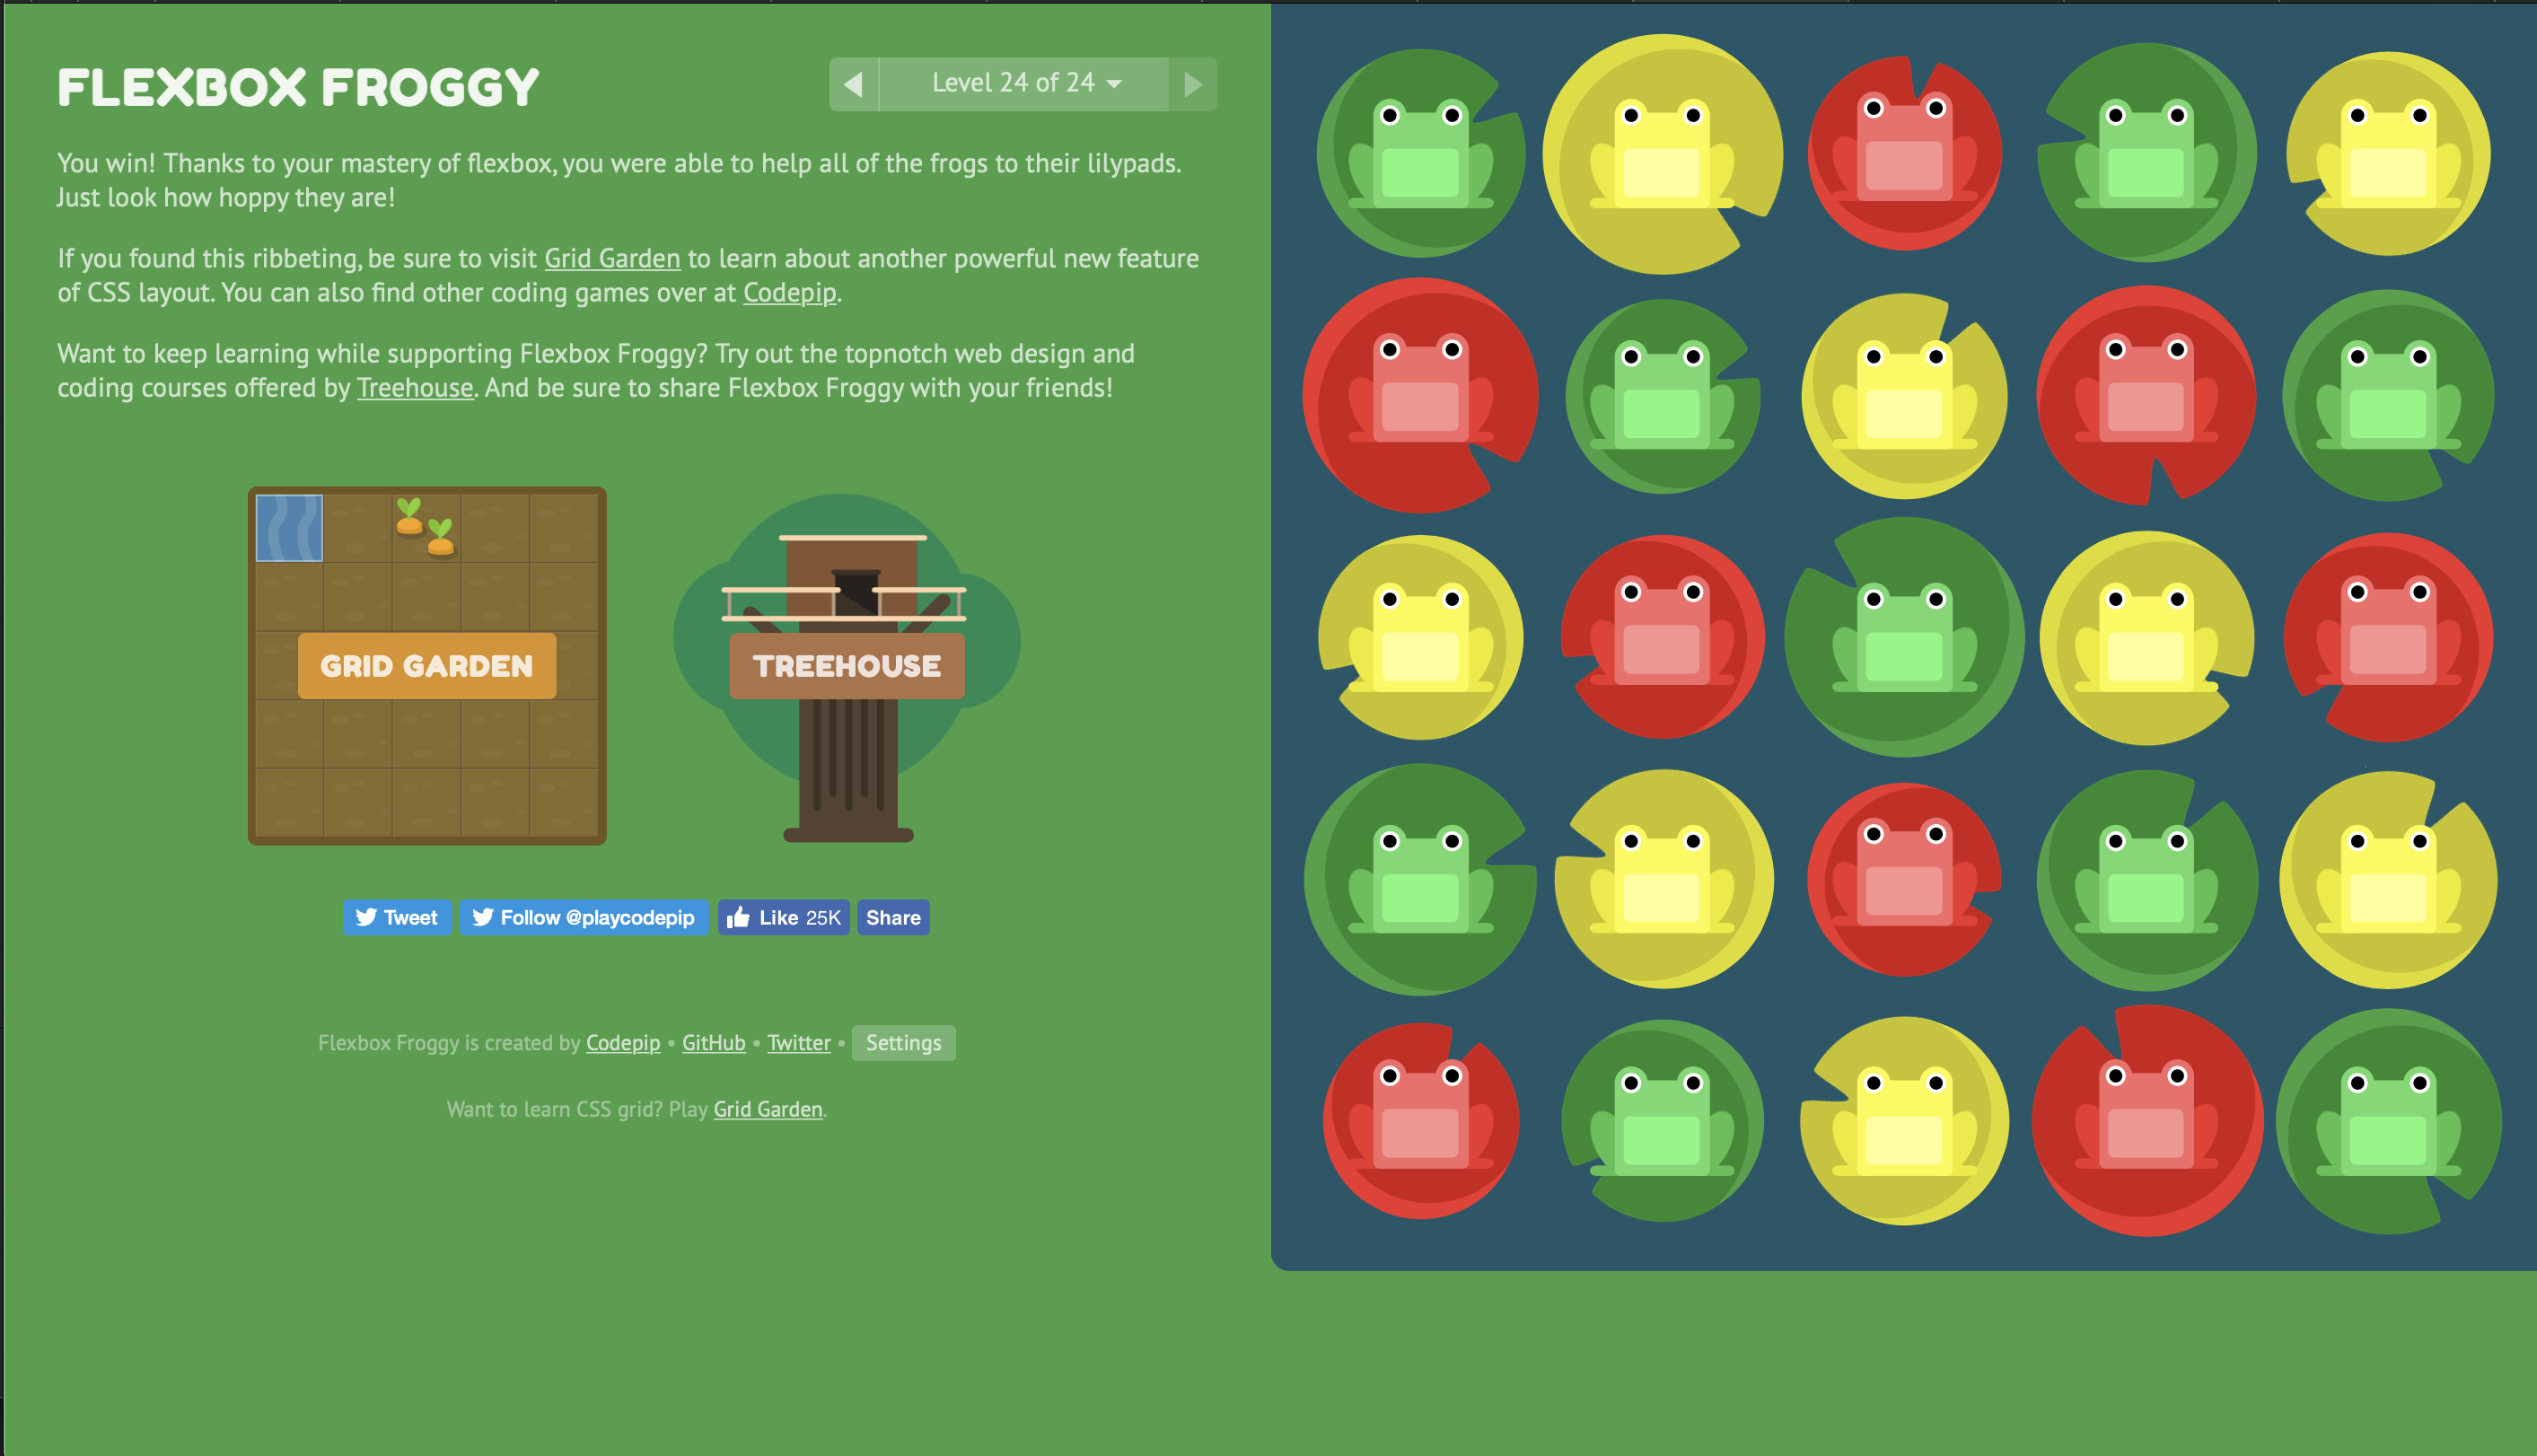 FLEXBOX FROGGY
Level 24 of 24
You win! Thanks to your mastery of flexbox, you were able to help all of the frogs to their lilypads.
Just look how hoppy they are!
If you found this ribbeting, be sure to visit Grid Garden to learn about another powerful new feature
of CSS layout. You can also find other coding games over at Codepip.
Want to keep learning while supporting Flexbox Froggy? Try out the topnotch web design and
coding courses offered by Treehouse. And be sure to share Flexbox Froggy with your friends!
GRID GARDEN
TREEHOUSE
Tweet
Follow @playcodepip
Like 25K
Share
Flexbox Froggy is created by Codepip • GitHub • Twitter • Settings
Want to learn CSS grid? Play Grid Garden.